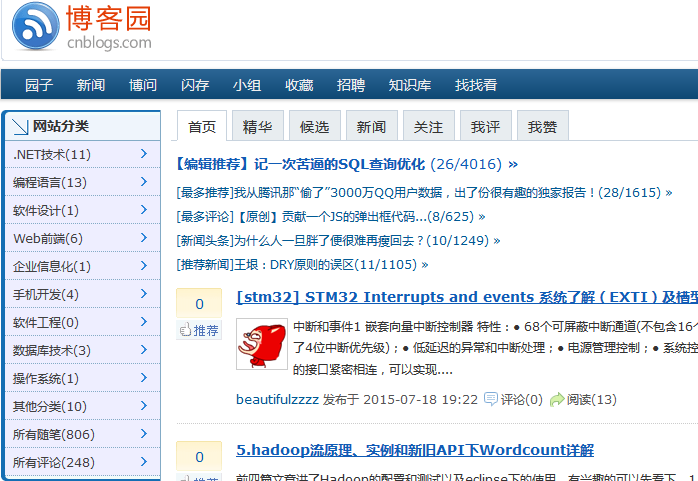 博客园
cnblogs.com
园子 新闻 博问 闪存 小组 收藏 招聘 知识库 找找看
网站分类
.NET技术(11)
编程语言(13)
软件设计(1)
Web前端(6)
企业信息化(1)
手机开发(4)
软件工程(0)
数据库技术(3)
操作系统(1)
其他分类(10)
所有随笔(806)
所有评论(248)
首页 精华 候选 新闻 关注 我评 我赞
【编辑推荐】记一次苦逼的SQL查询优化 (26/4016) »
[最多推荐]我从腾讯那“偷了”3000万QQ用户数据，出了份很有趣的独家报告！(28/1615) »
[最多评论]【原创】贡献一个JS的弹出框代码...(8/625) »
[新闻头条]为什么人一旦胖了便很难再瘦回去？(10/1249) »
[推荐新闻]王垠：DRY原则的误区(11/1105) »
0
推荐
[stm32] STM32 Interrupts and events 系统了解（EXTI）及槽型
中断和事件1 嵌套向量中断控制器 特性：● 68个可屏蔽中断通道(不包含16个
了4位中断优先级)；● 低延迟的异常和中断处理；● 电源管理控制；● 系统控
的接口紧密相连，可以实现....
beautifulzzzz 发布于 2015-07-18 19:22 评论(0) 阅读(13)
0
推荐
5.hadoop流原理、实例和新旧API下Wordcount详解
前四篇文章讲了Hadoop的配置和测试以及eclipse下的使用，有兴趣的可以先看下。1